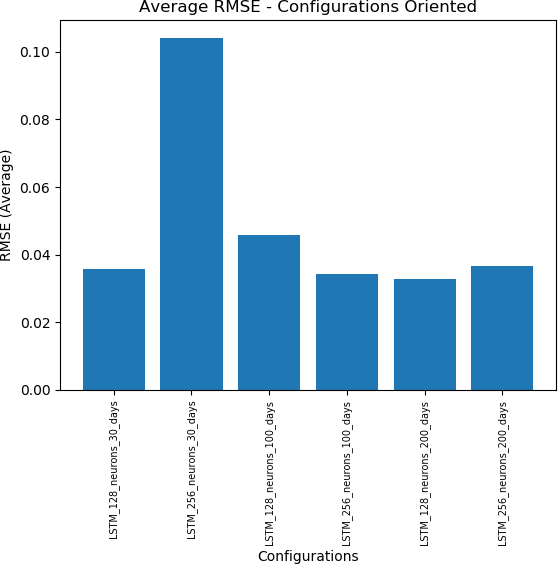 Average RMSE - Configurations Oriented
RMSE (Average)
0.10
0.08
0.06
0.04
0.02
0.00
LSTM_128_neurons_30_days
LSTM_256_neurons_30_days
LSTM_128_neurons_100_days
LSTM_256_neurons_100_days
LSTM_128_neurons_200_days
LSTM_256_neurons_200_days
Configurations